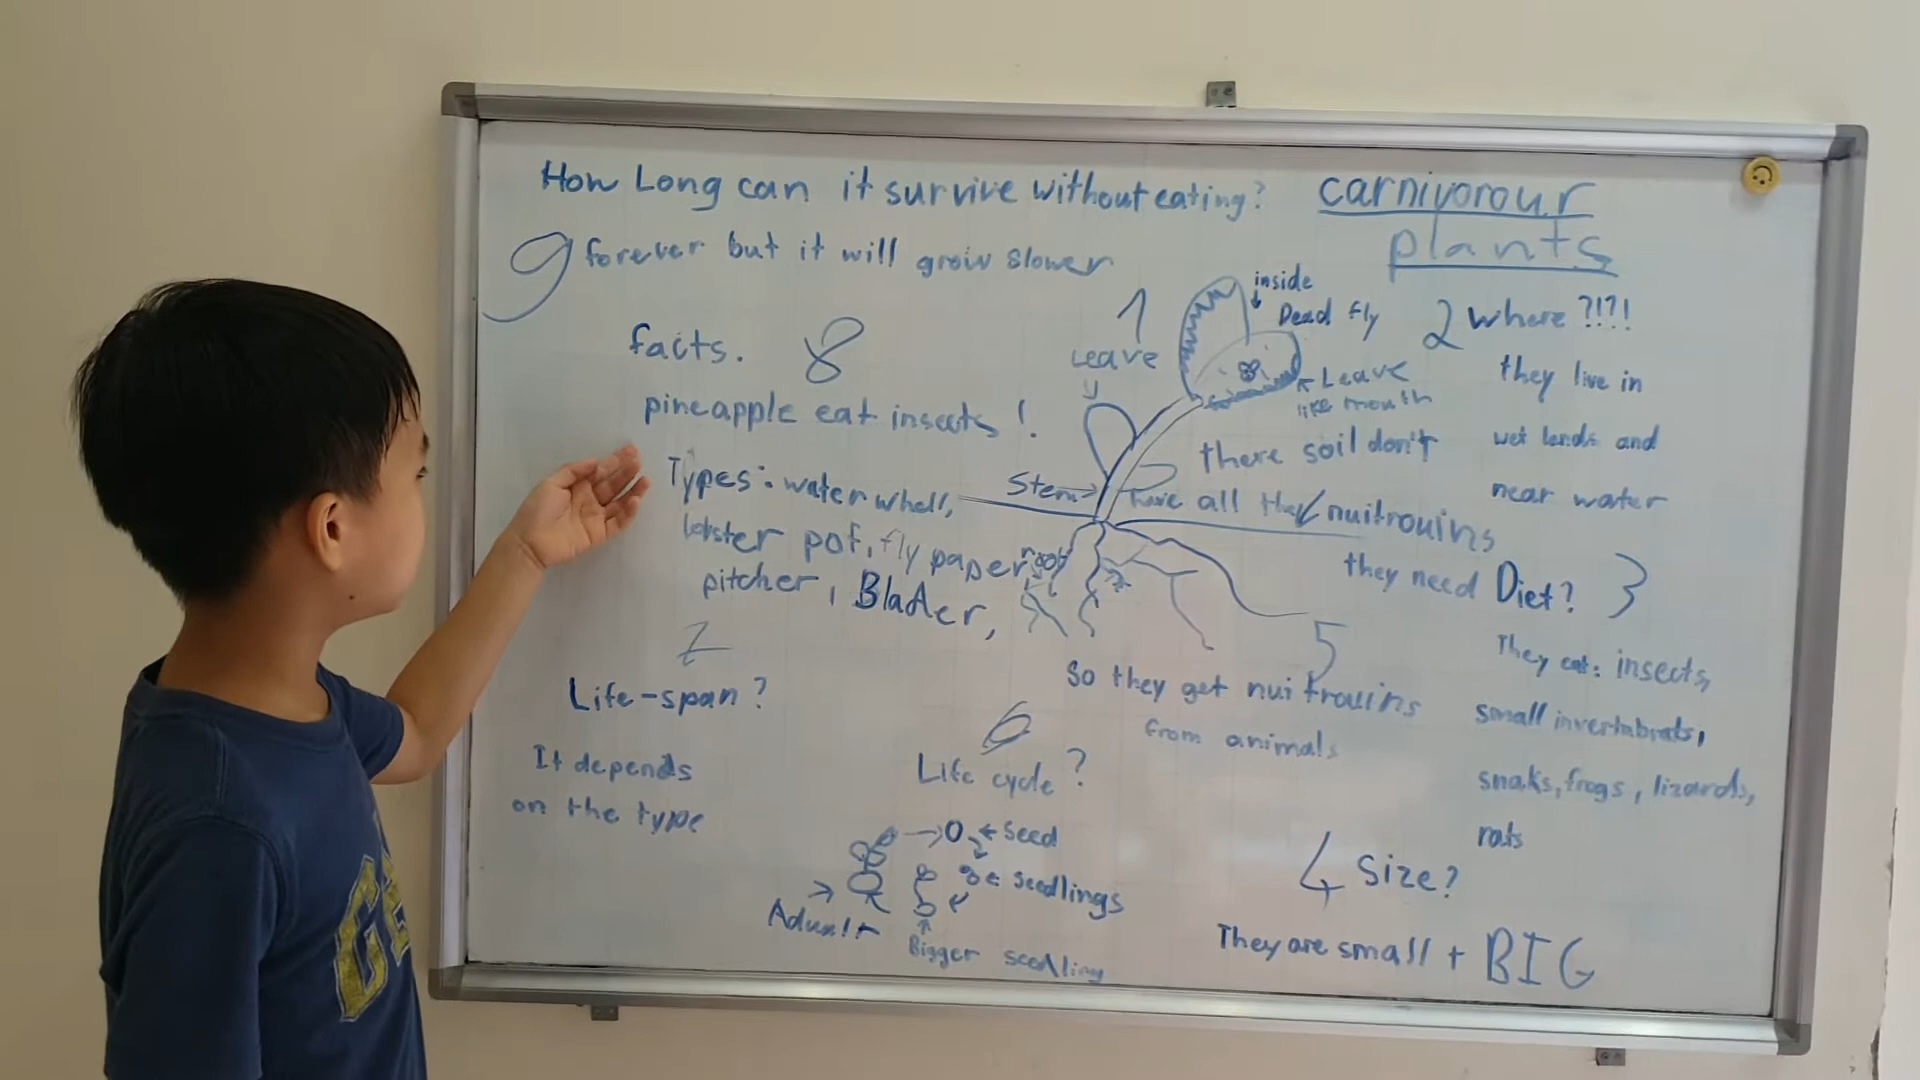 carnivorour
plants
1
Leave
inside
Dead fly
Leave
like mouth
Stem
roots
2 where ?!?!
they live in
wet lands and
near water
there soil don't
have all the nuitrouins
they need Diet? 3
They eat: insects,
small invertabrats,
snaks, frogs, lizards,
rats
4 Size?
They are small + BIG
5
So they get nuitrouins
from animals
6
Life cycle?
Seed
Seedlings
Bigger seedling
Aduallt
7
Life-span?
It depends
on the type
facts. 8
pineapple eat insects!
Types: water whell,
lobster pot, fly paper
pitcher, Bladder,
How Long can it survive without eating?
9 forever but it will grow slower